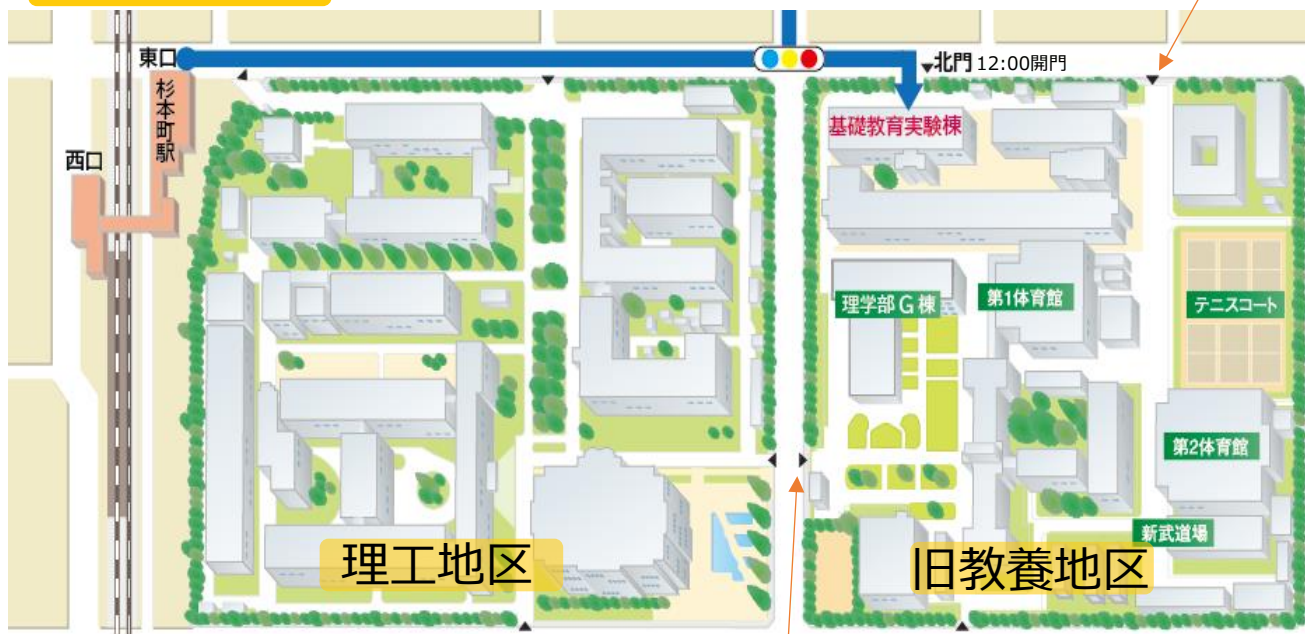 東口
北門 12:00開門
杉本町駅
西口
基礎教育実験棟
理学部G棟
第1体育館
テニスコート
第2体育館
新武道場
理工地区
旧教養地区